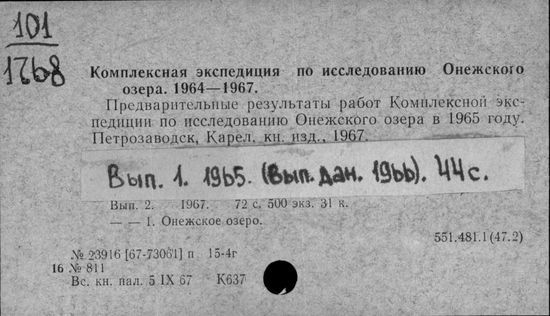 101
1768
Комплексная экспедиция по исследованию Онежского
озера. 1964—1967.
Предварительные результаты работ Комплексной экс-
педиции по исследованию Онежского озера в 1965 году.
Петрозаводск, Карел. кн. изд., 1967.
Вып. 1. 1965. (Вып. дан. 1966). 44 с.
Вып. 2. 1967. 72 с. 500 экз. 31 к.
— — 1. Онежское озеро.
551.481.1(47.2)
№ 23916 [67-73061] п 15-4г
16 № 811
Вс. кн. пал. 5 IX 67 К637